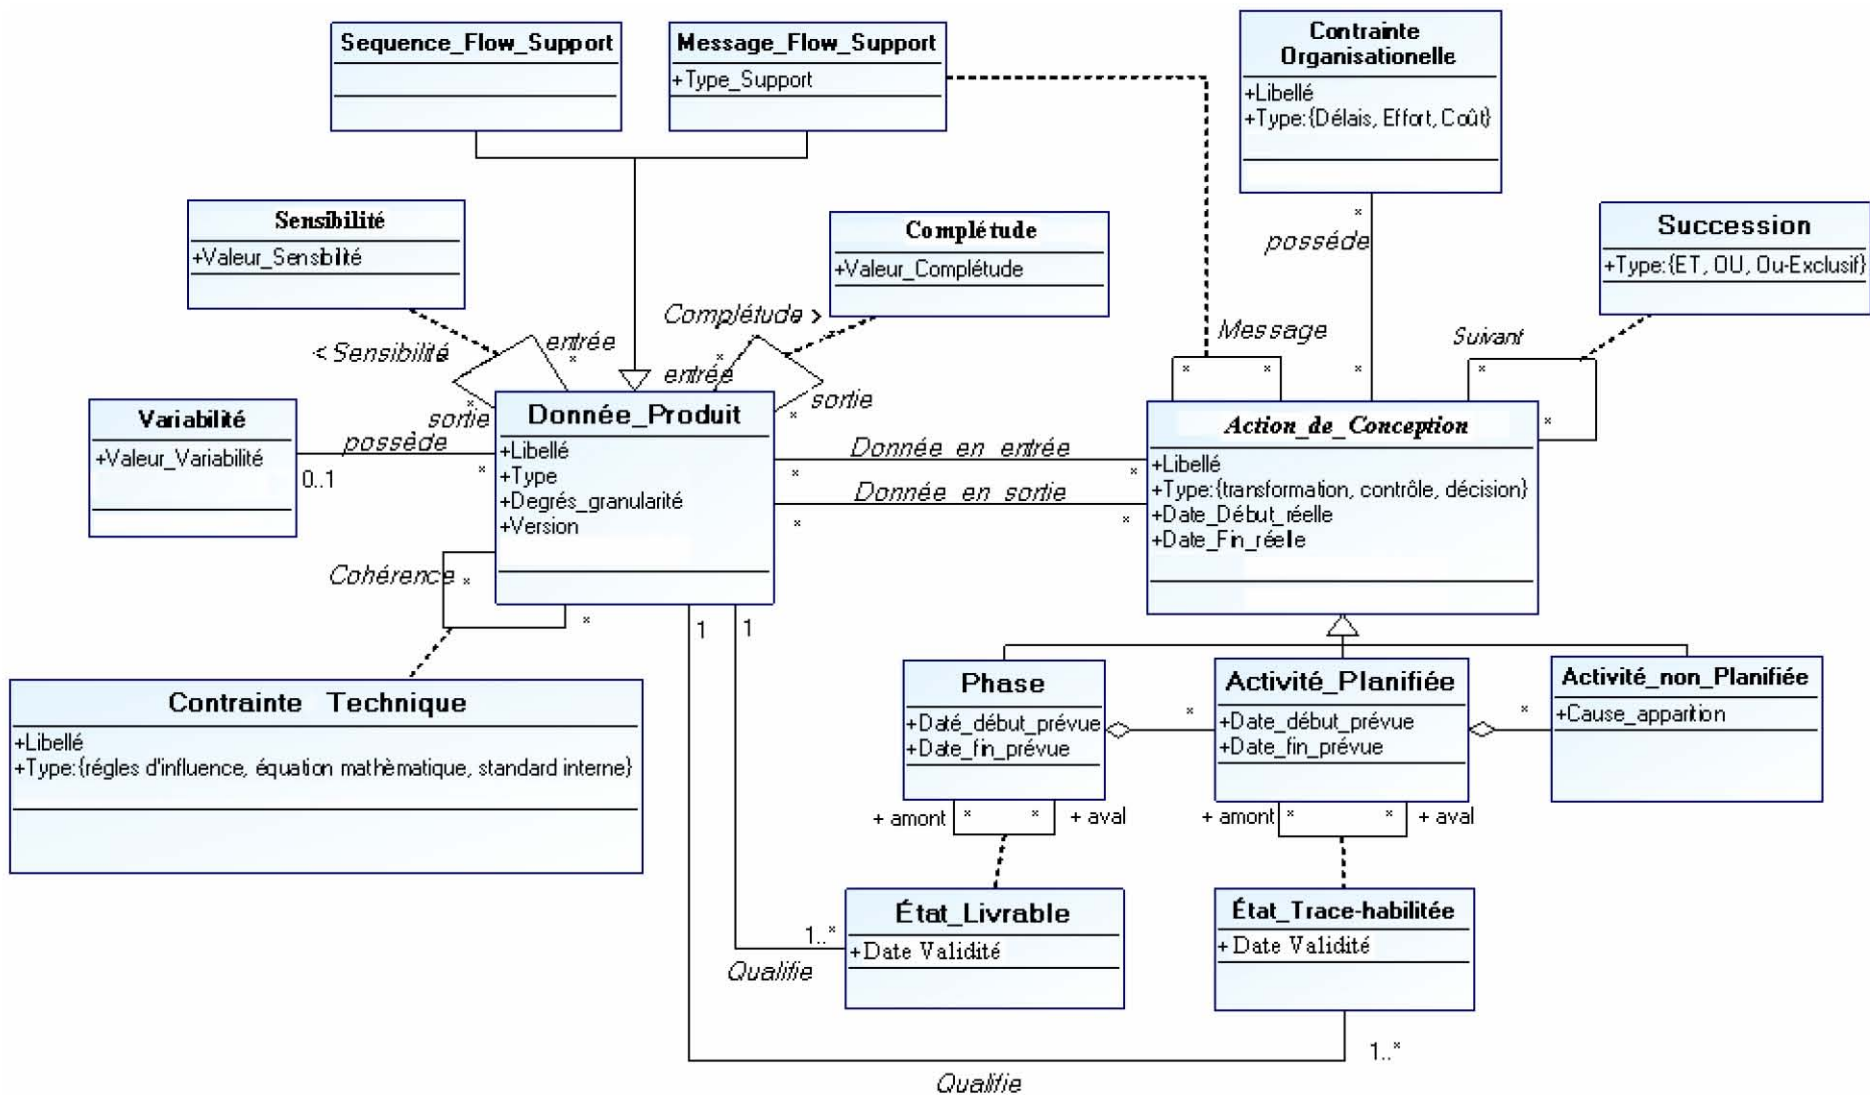 Sequence_Flow_Support
Message_Flow_Support
+Type_Support
Contrainte
Organisationelle
+Libellé
+Type:{Délais, Effort, Coût}
Sensibilité
+Valeur_Sensibilité
Complétude
+Valeur_Complétude
*
posséde
*
Succession
+Type:{ET, OU, Ou-Exclusif}
< Sensibilité
entrée
*
*
sortie
Complétude >
*
entrée
sortie
*
Message
*
*
Suivant
*
*
Variabilité
+Valeur_Variabilité
possède
0..1
*
Donnée_Produit
+Libellé
+Type
+Degrés_granularité
+Version
Donnée en entrée
*
*
Donnée en sortie
*
*
Action_de_Conception
+Libellé
+Type:{transformation, contrôle, décision}
+Date_Début_réelle
+Date_Fin_réelle
Cohérence
*
*
1
1
Contrainte Technique
+Libellé
+Type:{régles d'influence, équation mathèmatique, standard interne}
Phase
+Daté_début_prévue
+Date_fin_prévue
*
Activité_Planifiée
+Date_début_prévue
+Date_fin_prévue
*
Activité_non_Planifiée
+Cause_apparition
+ amont
*
*
+ aval
+ amont
*
*
+ aval
État_Livrable
+Date Validité
1..*
Qualifie
État_Trace-habilitée
+ Date Validité
1..*
Qualifie